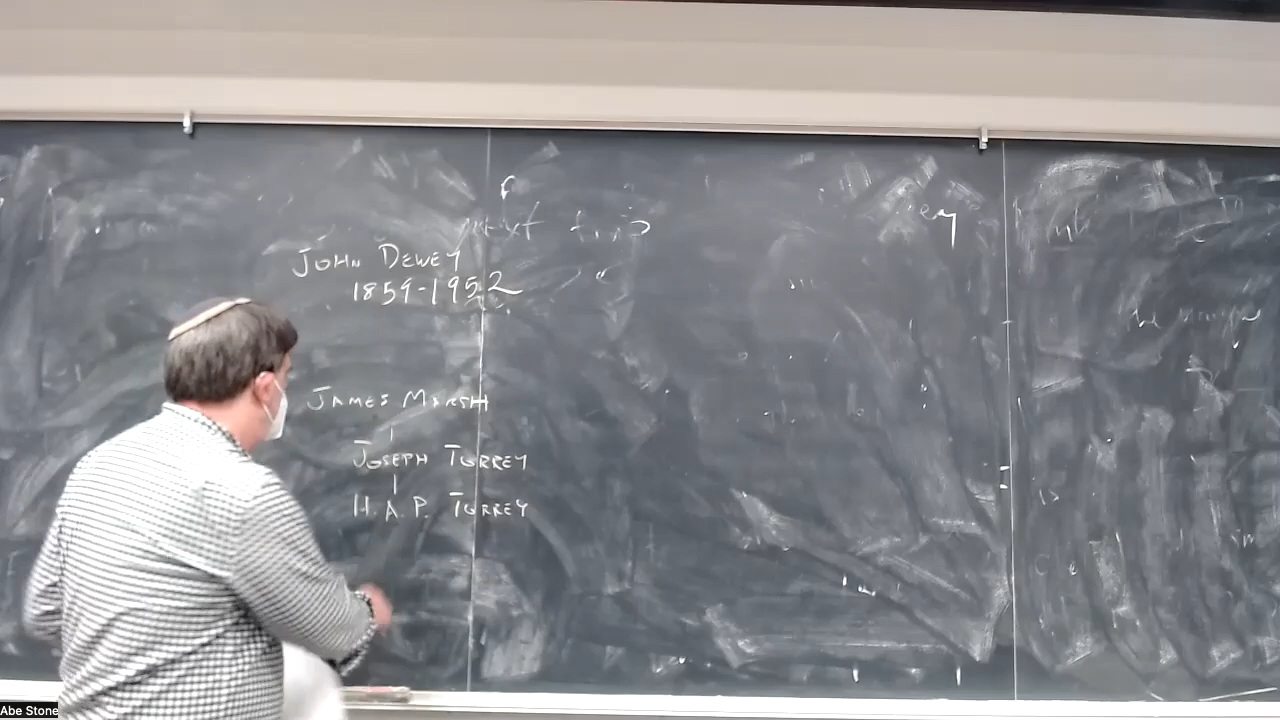 JOHN DEWEY
1859-1952
JAMES MARSH
JOSEPH TORREY
H.A.P. TORREY
Abe Stone